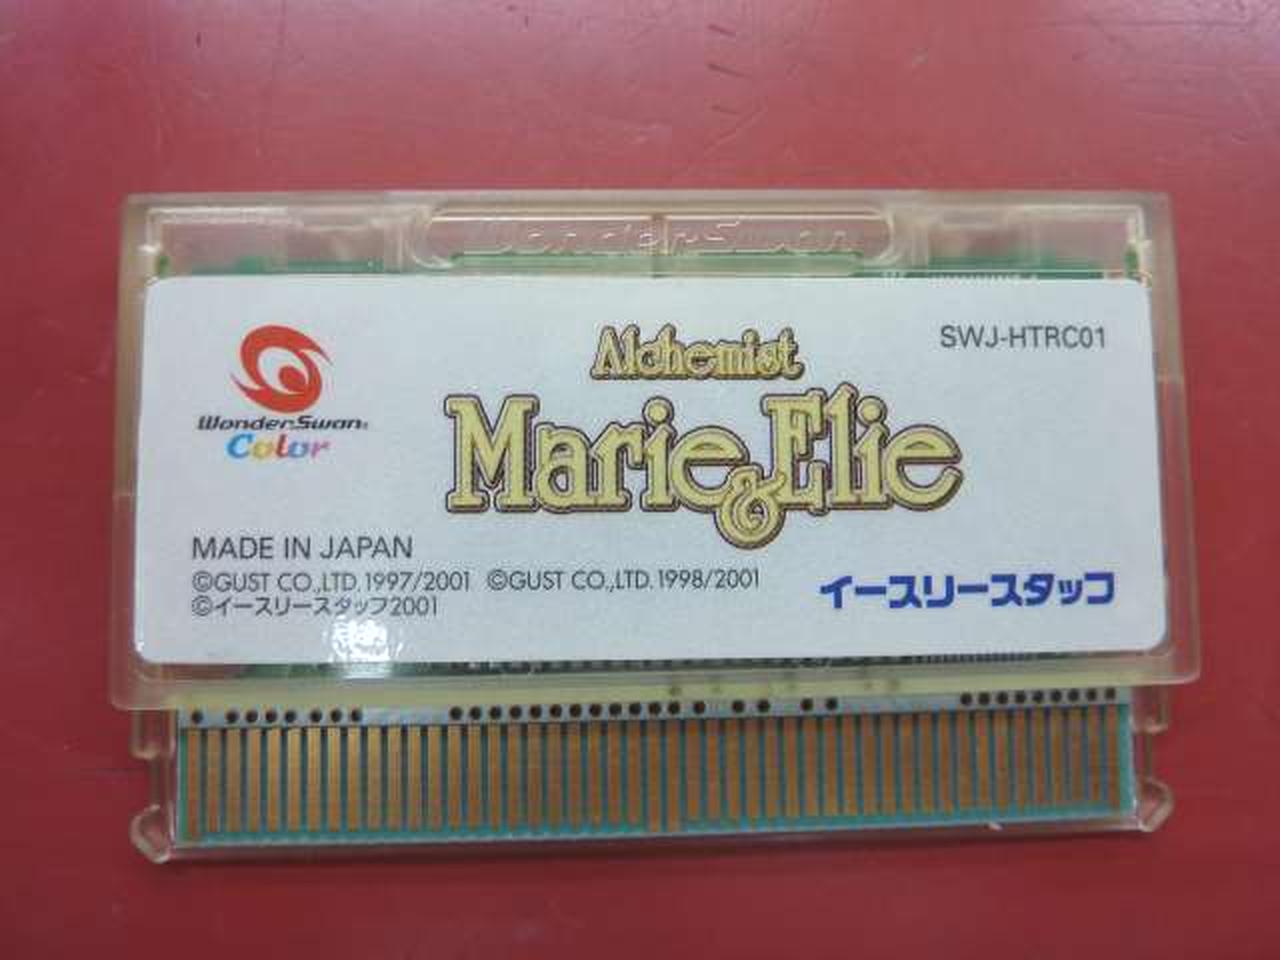 WonderSwan
Alchemist
Marie & Elie
SWJ-HTRC01
WonderSwan
Color
MADE IN JAPAN
©GUST CO.,LTD.1997/2001 ©GUST CO.,LTD.1998/2001
©イースリースタッフ2001
イースリースタッフ